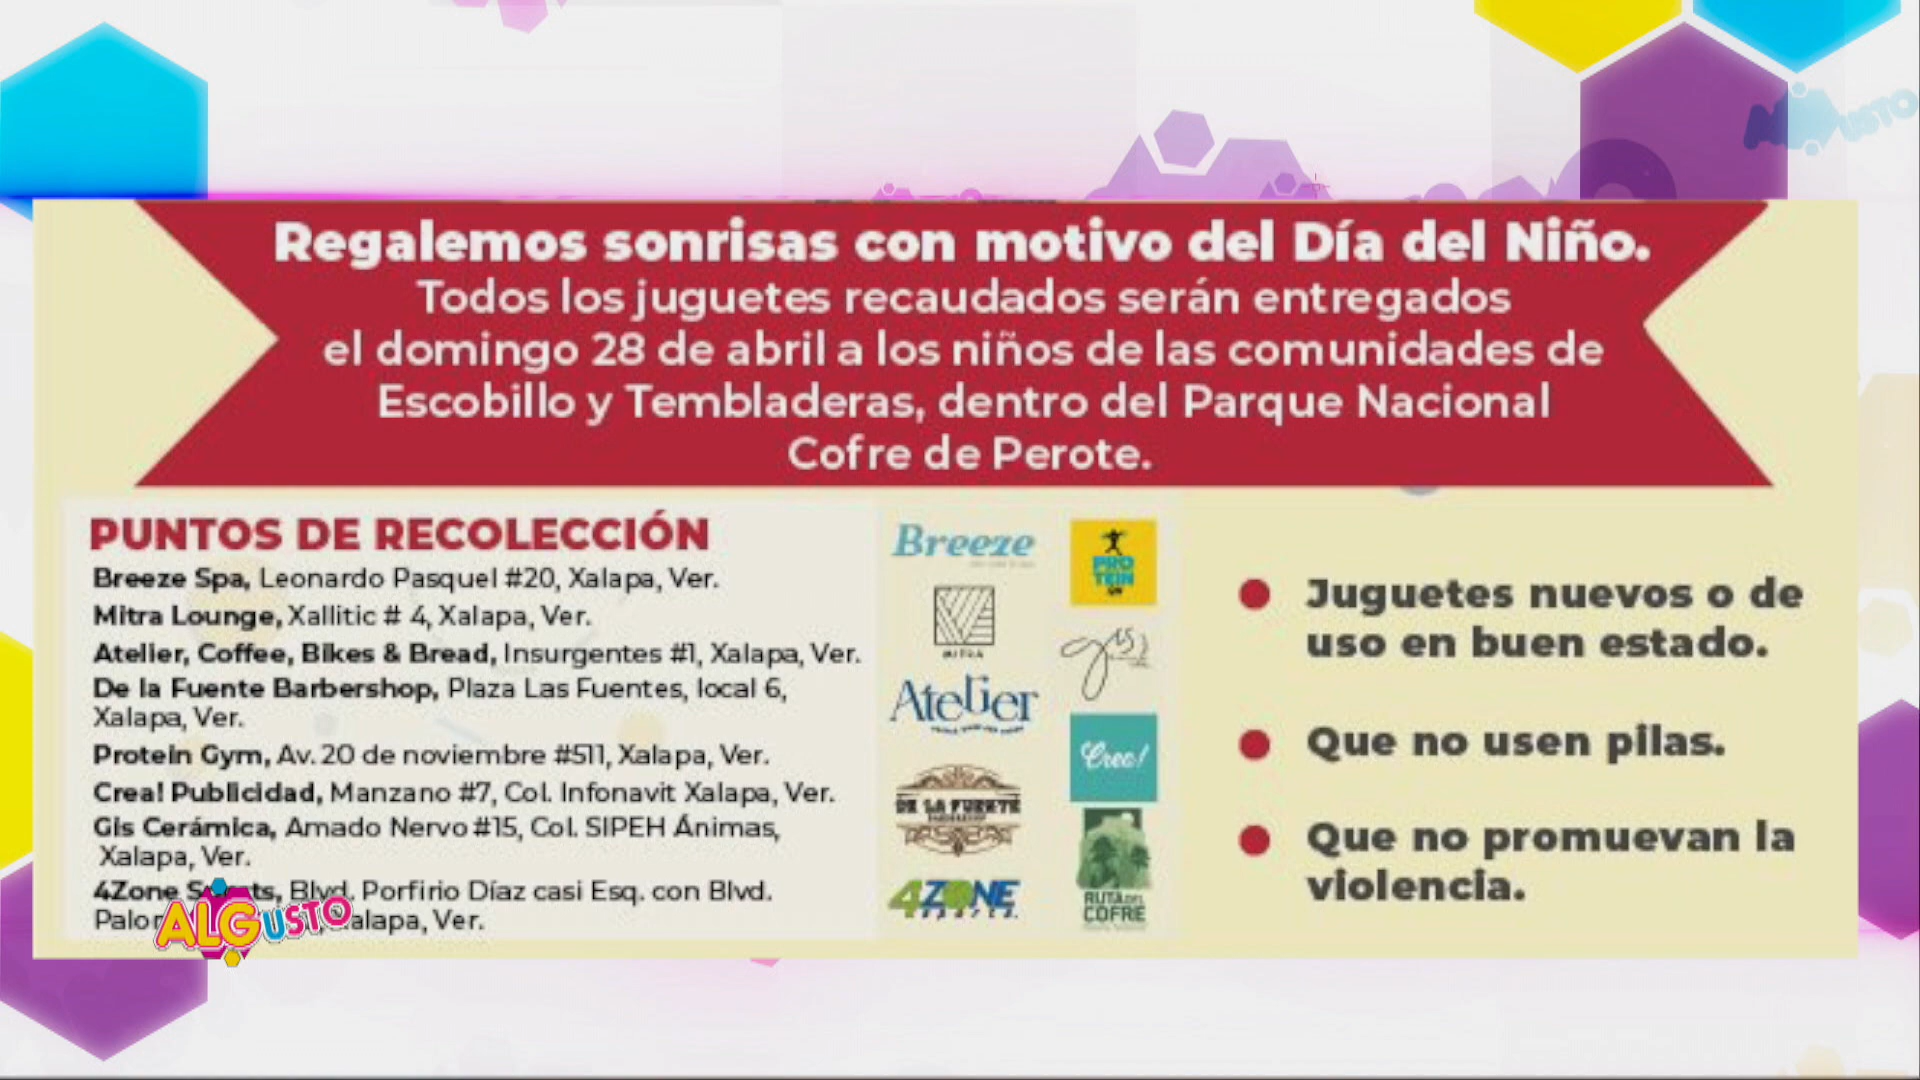 Regalemos sonrisas con motivo del Día del Niño.
Todos los juguetes recaudados serán entregados
el domingo 28 de abril a los niños de las comunidades de
Escobillo y Tembladeras, dentro del Parque Nacional
Cofre de Perote.
PUNTOS DE RECOLECCIÓN
Breeze Spa, Leonardo Pasquel #20, Xalapa, Ver.
Mitra Lounge, Xallitic # 4, Xalapa, Ver.
Atelier, Coffee, Bikes & Bread, Insurgentes #1, Xalapa, Ver.
De la Fuente Barbershop, Plaza Las Fuentes, local 6,
Xalapa, Ver.
Protein Gym, Av. 20 de noviembre #511, Xalapa, Ver.
Crea! Publicidad, Manzano #7, Col. Infonavit Xalapa, Ver.
Gis Cerámica, Amado Nervo #15, Col. SIPEH Ánimas,
Xalapa, Ver.
4Zone Blvd. Porfirio Díaz casi Esq. con Blvd.
Ver.
ALGUSTO
Breeze
PROTEIN
MITRA
gis
Atelier
Crea!
DE LA FUENTE
BARBERSHOP
4ZONE
sports
RUTA DEL
COFRE
Juguetes nuevos o de
uso en buen estado.
Que no usen pilas.
Que no promuevan la
violencia.
ALGUSTO